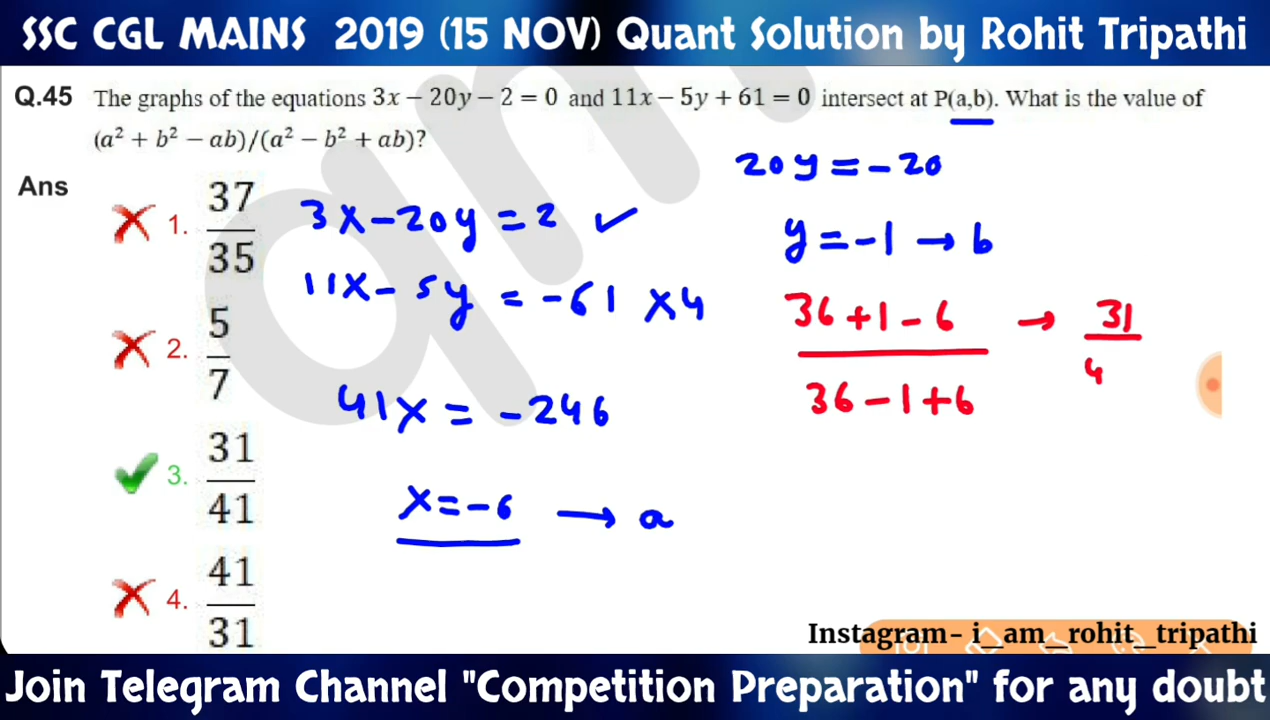 SSC CGL MAINS 2019 (15 NOV) Quant Solution by Rohit Tripathi
Q.45 The graphs of the equations 3x − 20y − 2 = 0 and 11x − 5y + 61 = 0 intersect at P(a,b). What is the value of
(a² + b² − ab)/(a² − b² + ab)?
Ans
1. 37/35
2. 5/7
3. 31/41
4. 41/31
3x - 20y = 2 ✓
11x - 5y = -61 x4
41x = -246
x = -6 → a
20y = -20
y = -1 → b
36 + 1 - 6 → 31
36 - 1 + 6 4
Instagram- i_am_rohit_tripathi
Join Telegram Channel "Competition Preparation" for any doubt